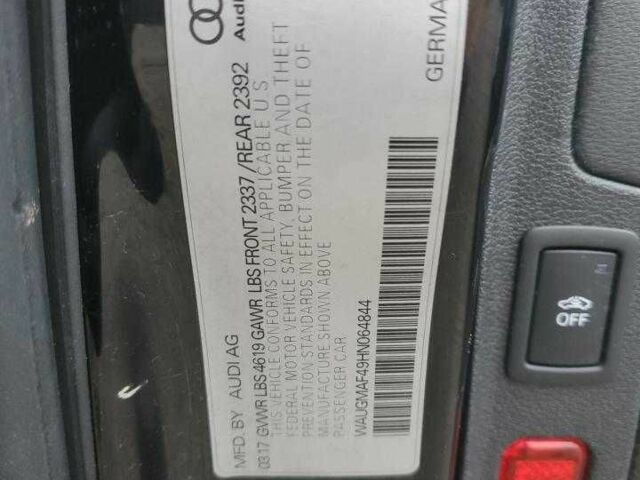 Audi
MFD. BY AUDI AG
03.17 GVWR LBS 4619 GAWR LBS FRONT 2337/REAR 2392
THIS VEHICLE CONFORMS TO ALL APPLICABLE U.S.
FEDERAL MOTOR VEHICLE SAFETY, BUMPER AND THEFT
PREVENTION STANDARDS IN EFFECT ON THE DATE OF
MANUFACTURE SHOWN ABOVE
PASSENGER CAR
WAUGMAF49HN064844
GERMA
OFF